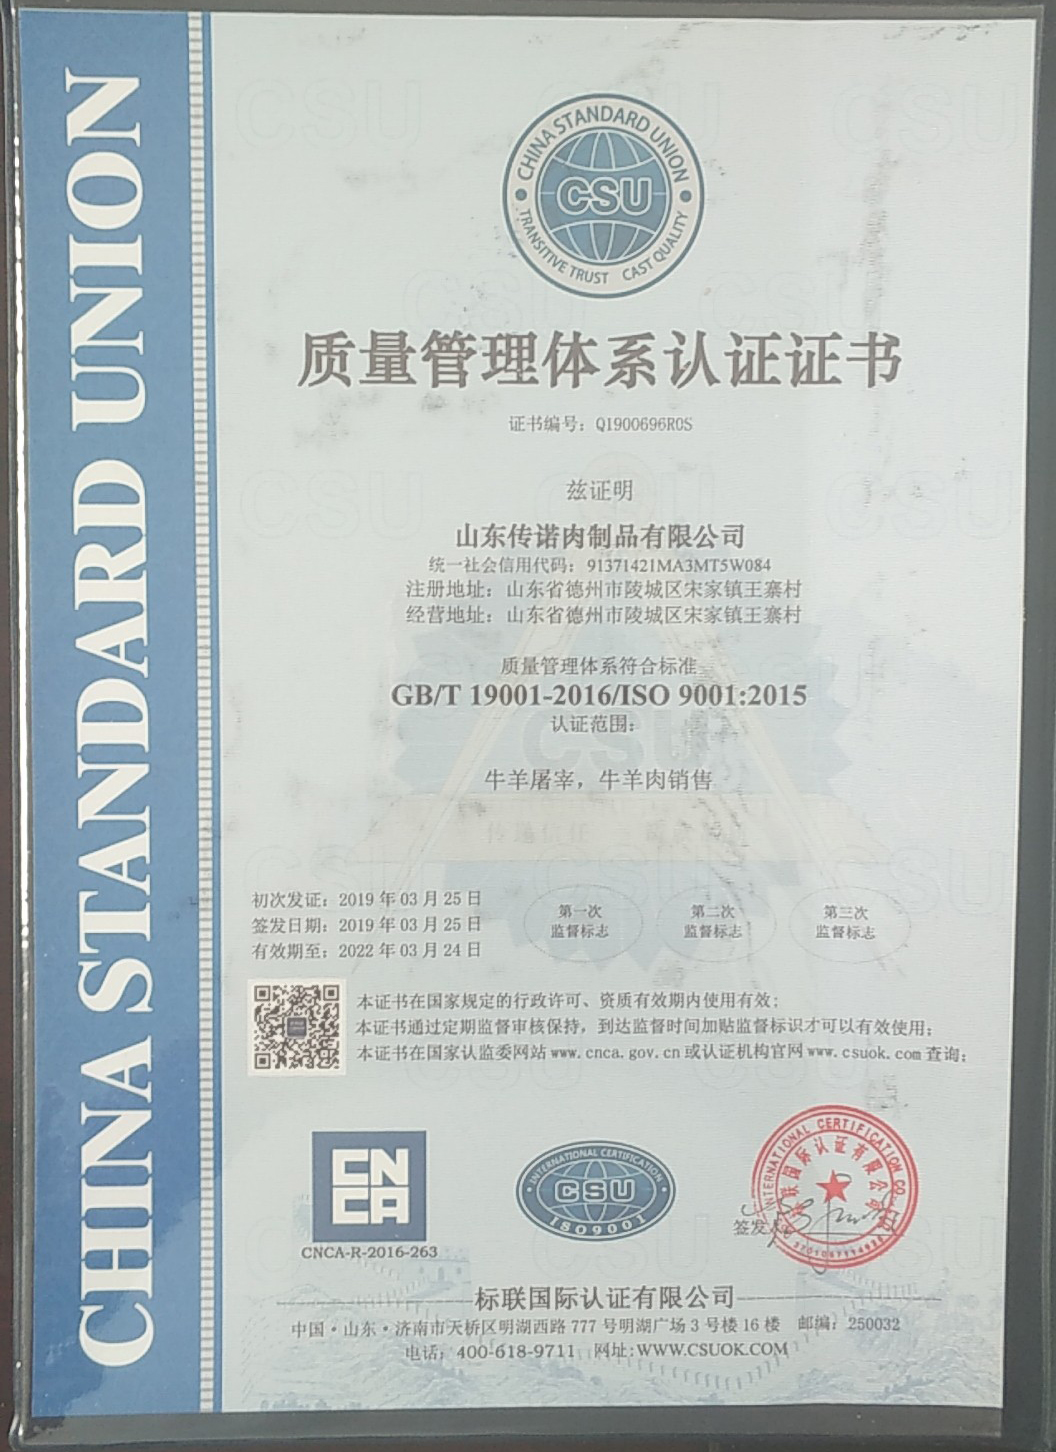 CHINA STANDARD UNION
CHINA STANDARD UNION
CSU
TRANSITIVE TRUST CAST QUALITY
质量管理体系认证证书
证书编号：Q1900696R0S
兹证明
山东传诺肉制品有限公司
统一社会信用代码：91371421MA3MT5W084
注册地址：山东省德州市陵城区宋家镇王寨村
经营地址：山东省德州市陵城区宋家镇王寨村
质量管理体系符合标准
GB/T 19001-2016/ISO 9001:2015
认证范围：
牛羊屠宰，牛羊肉销售
初次发证：2019 年 03 月 25 日
签发日期：2019 年 03 月 25 日
有效期至：2022 年 03 月 24 日
第一次
监督标志
第二次
监督标志
第三次
监督标志
本证书在国家规定的行政许可、资质有效期内使用有效；
本证书通过定期监督审核保持，到达监督时间加贴监督标识才可以有效使用；
本证书在国家认监委网站 www.cnca.gov.cn 或认证机构官网 www.csuok.com 查询；
CNCA
CNCA-R-2016-263
INTERNATIONAL CERTIFICATION
CSU
ISO9001
INTERNATIONAL CERTIFICATION CO.
标联国际认证有限公司
签发
标联国际认证有限公司
中国·山东·济南市天桥区明湖西路 777 号明湖广场 3 号楼 16 楼 邮编：250032
电话：400-618-9711 网址:WWW.CSUOK.COM